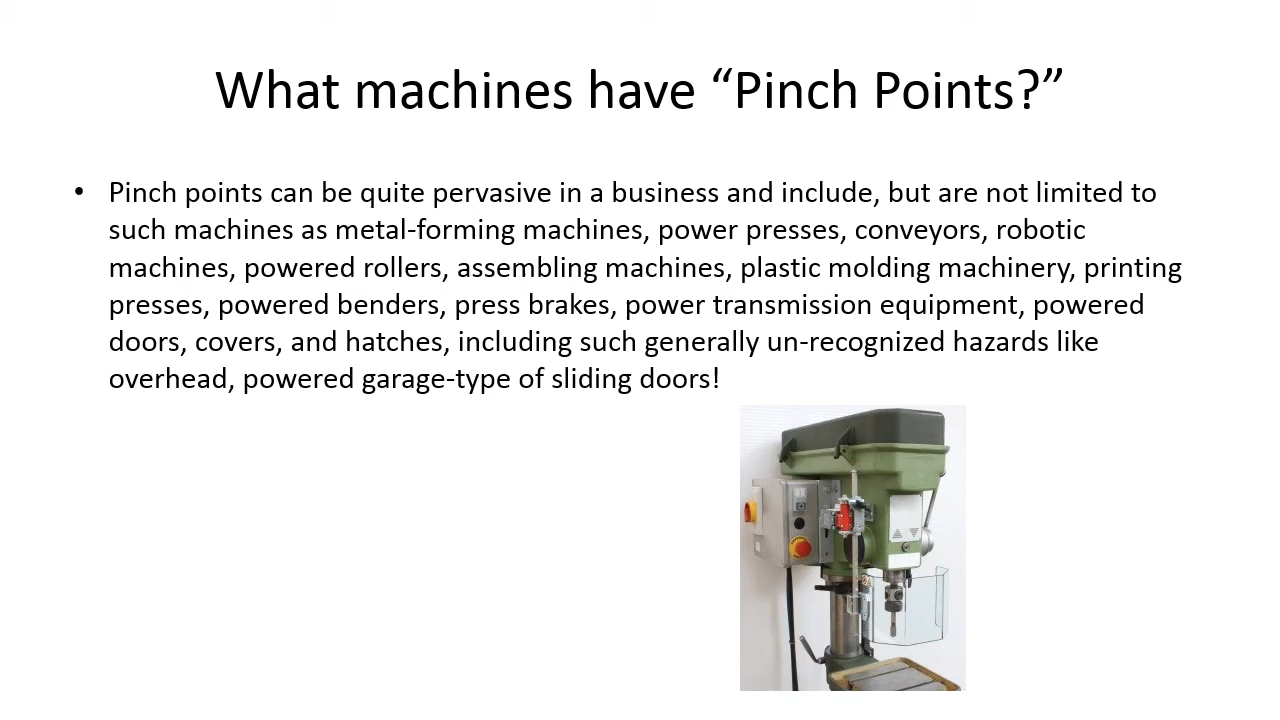 What machines have “Pinch Points?”
• Pinch points can be quite pervasive in a business and include, but are not limited to
such machines as metal-forming machines, power presses, conveyors, robotic
machines, powered rollers, assembling machines, plastic molding machinery, printing
presses, powered benders, press brakes, power transmission equipment, powered
doors, covers, and hatches, including such generally un-recognized hazards like
overhead, powered garage-type of sliding doors!